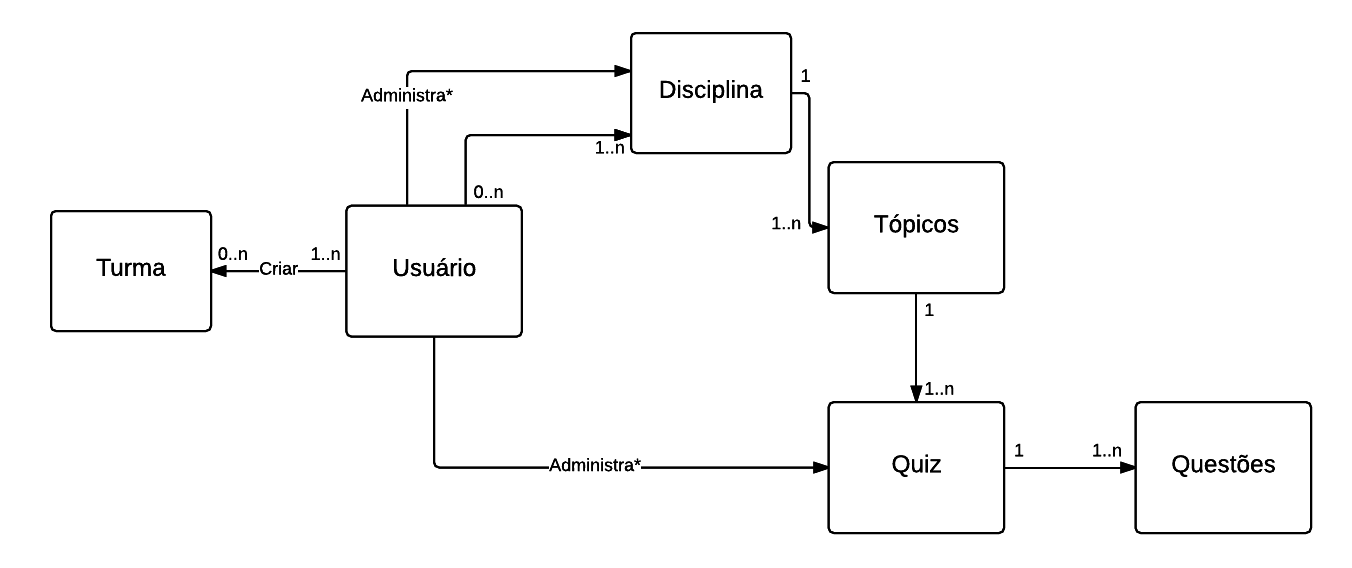 Disciplina
1
Administra*
1..n
0..n
Tópicos
1..n
Turma
0..n
Criar
1..n
Usuário
1
1..n
Administra*
Quiz
1
1..n
Questões